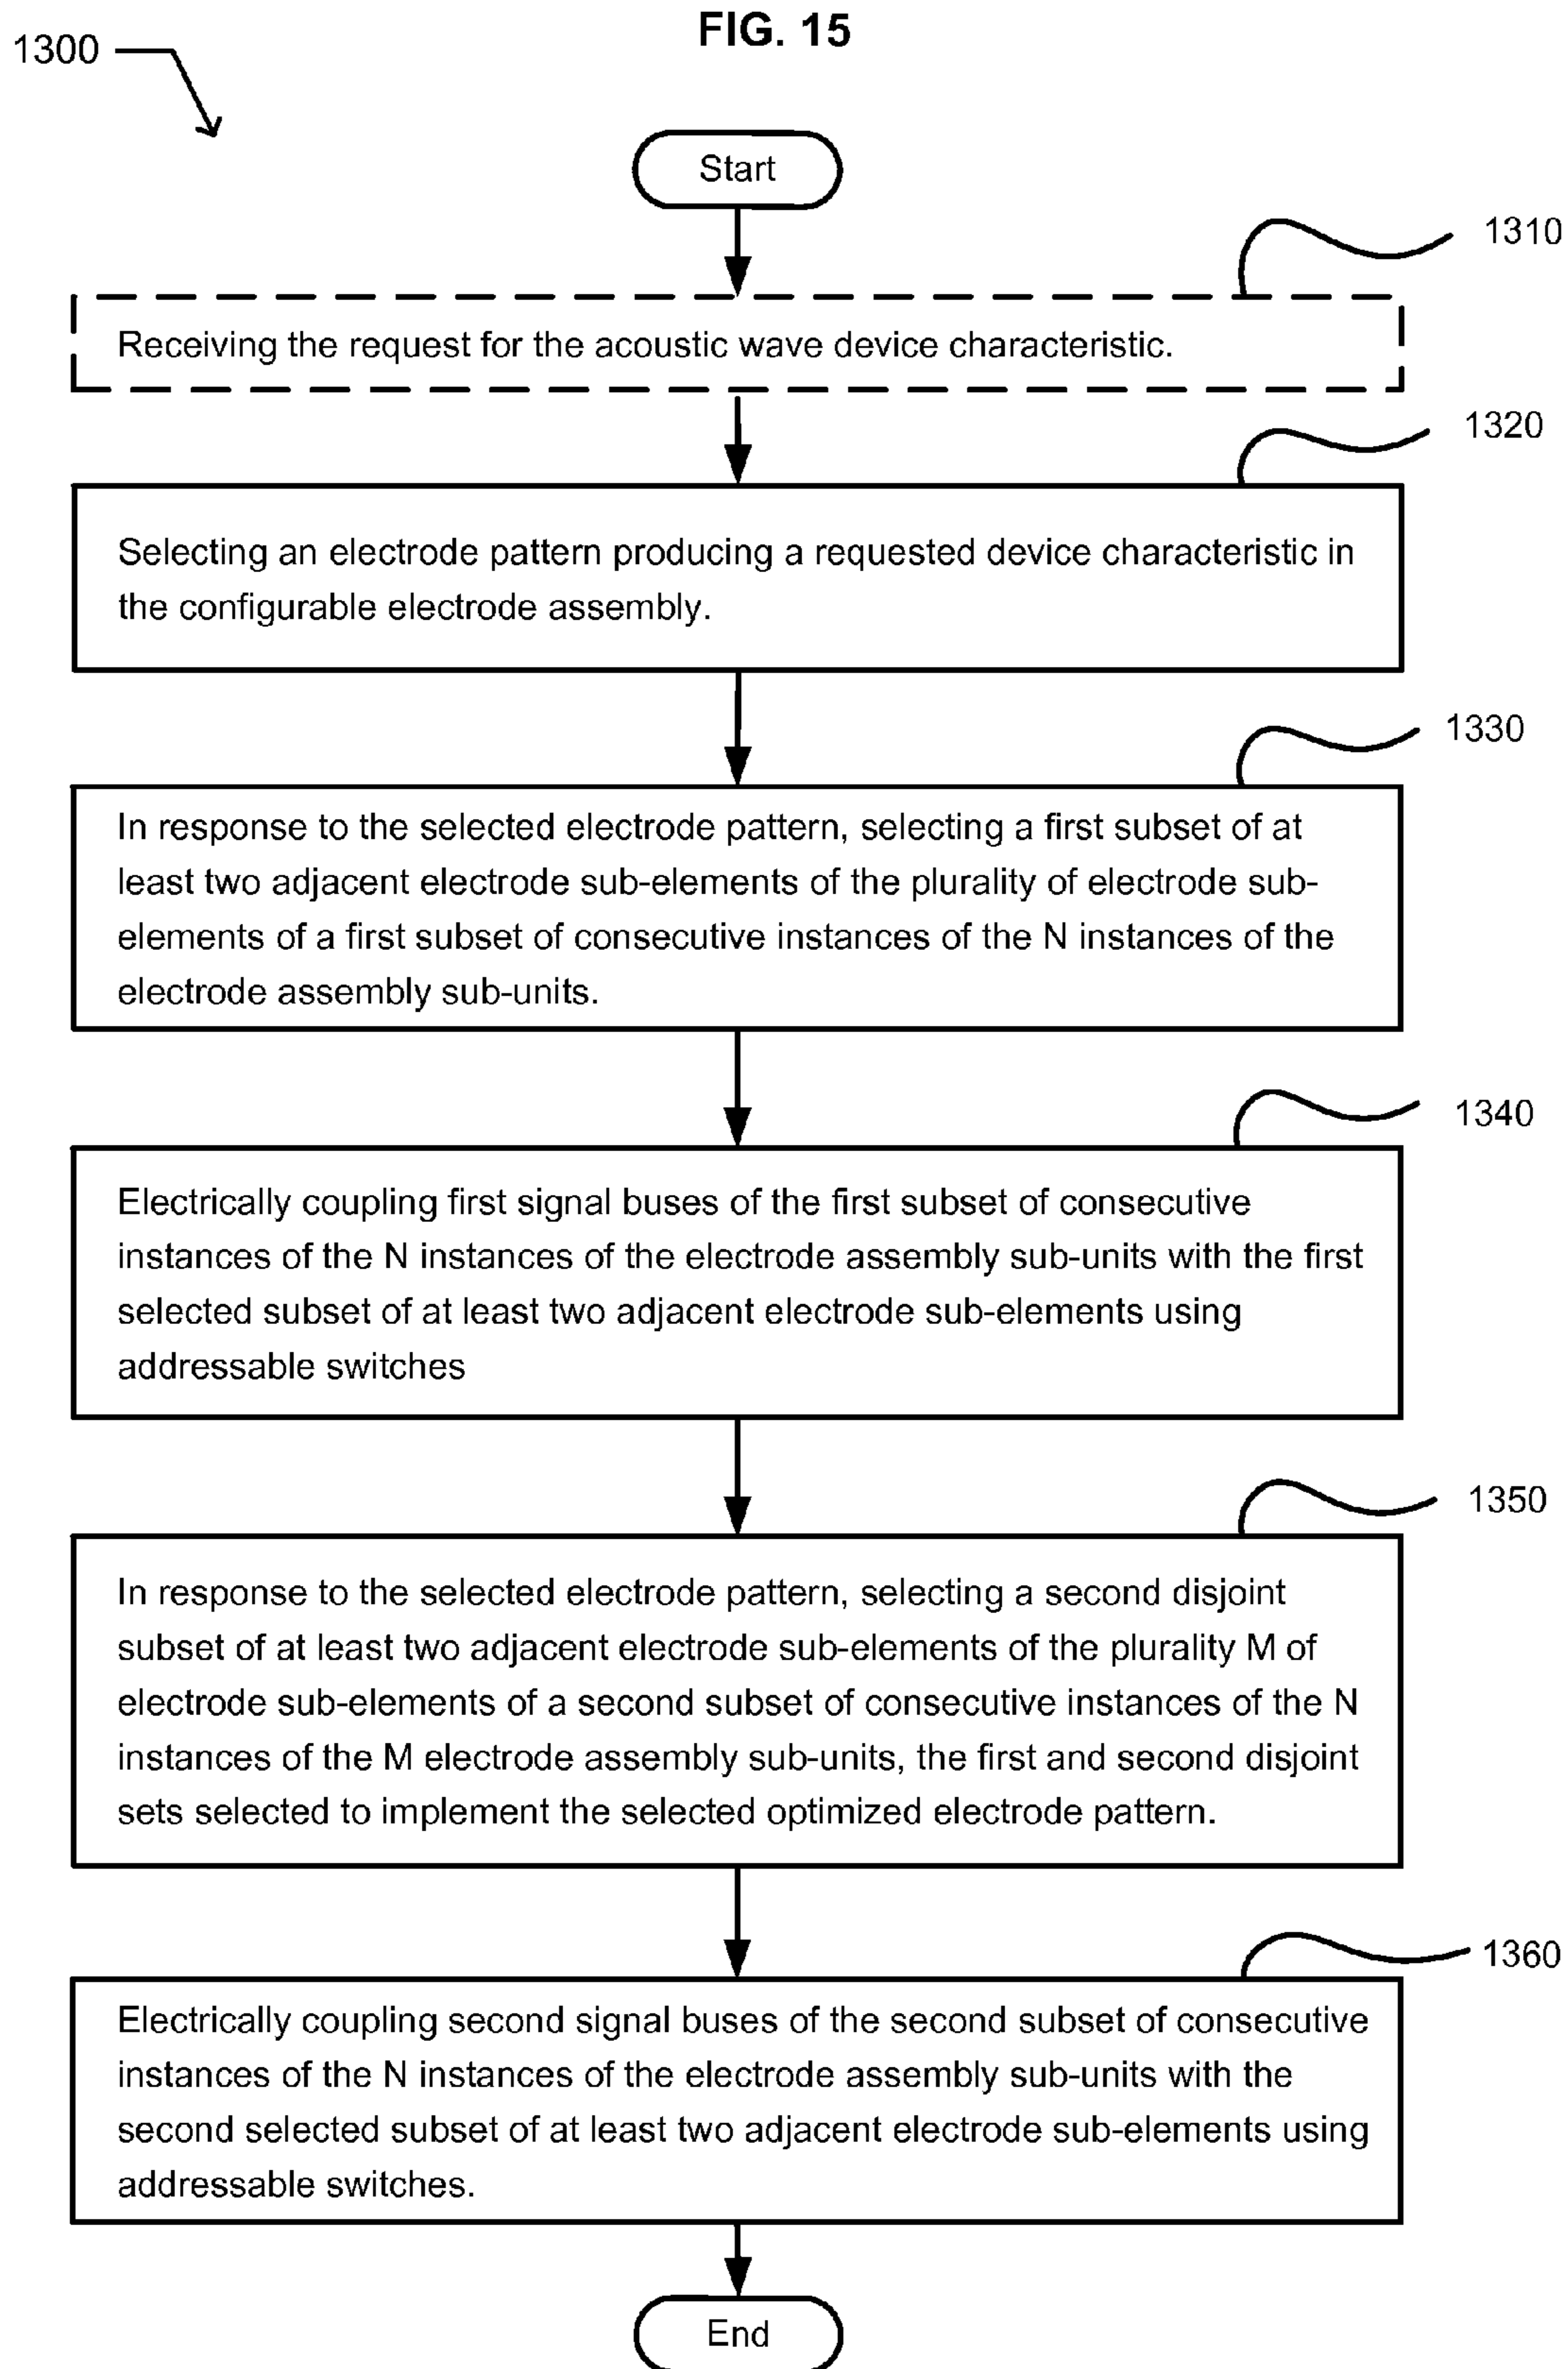 FIG. 15
1300
Start
1310
Receiving the request for the acoustic wave device characteristic.
1320
Selecting an electrode pattern producing a requested device characteristic in
the configurable electrode assembly.
1330
In response to the selected electrode pattern, selecting a first subset of at
least two adjacent electrode sub-elements of the plurality of electrode sub-
elements of a first subset of consecutive instances of the N instances of the
electrode assembly sub-units.
1340
Electrically coupling first signal buses of the first subset of consecutive
instances of the N instances of the electrode assembly sub-units with the first
selected subset of at least two adjacent electrode sub-elements using
addressable switches
1350
In response to the selected electrode pattern, selecting a second disjoint
subset of at least two adjacent electrode sub-elements of the plurality M of
electrode sub-elements of a second subset of consecutive instances of the N
instances of the M electrode assembly sub-units, the first and second disjoint
sets selected to implement the selected optimized electrode pattern.
1360
Electrically coupling second signal buses of the second subset of consecutive
instances of the N instances of the electrode assembly sub-units with the
second selected subset of at least two adjacent electrode sub-elements using
addressable switches.
End